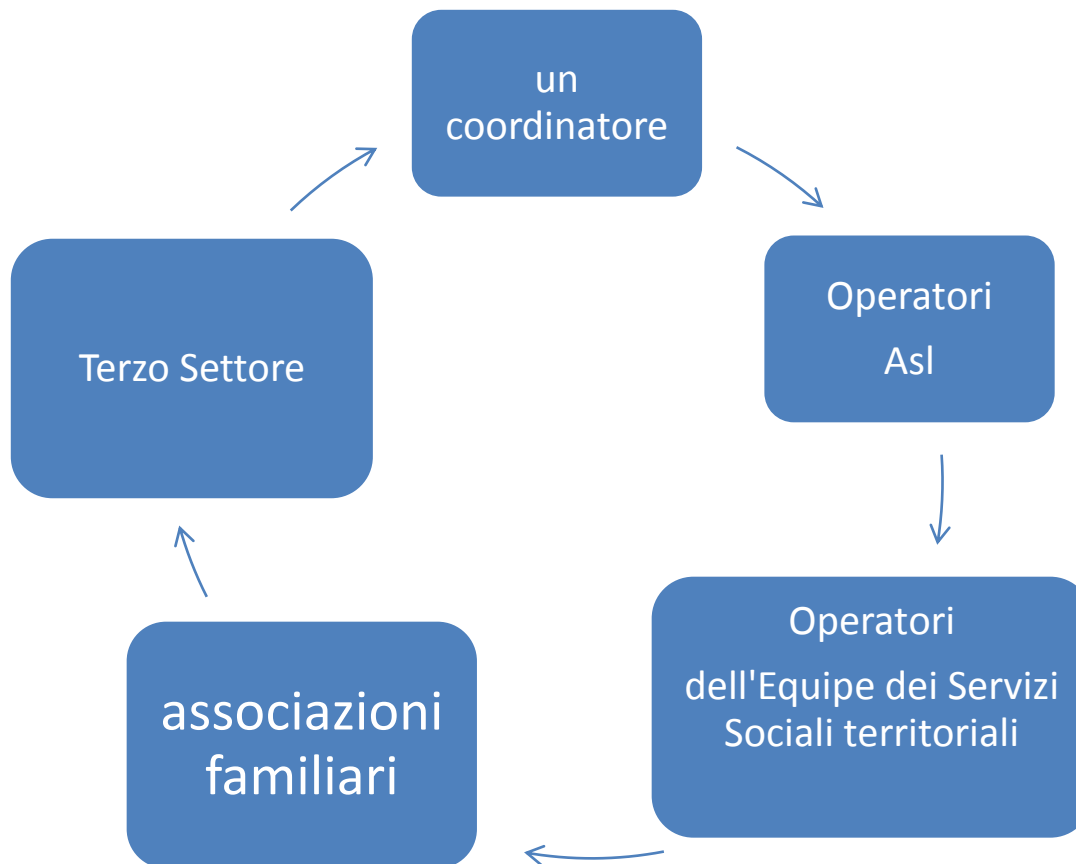 un
coordinatore
Operatori
Asl
Operatori
dell'Equipe dei Servizi
Sociali territoriali
associazioni
familiari
Terzo Settore